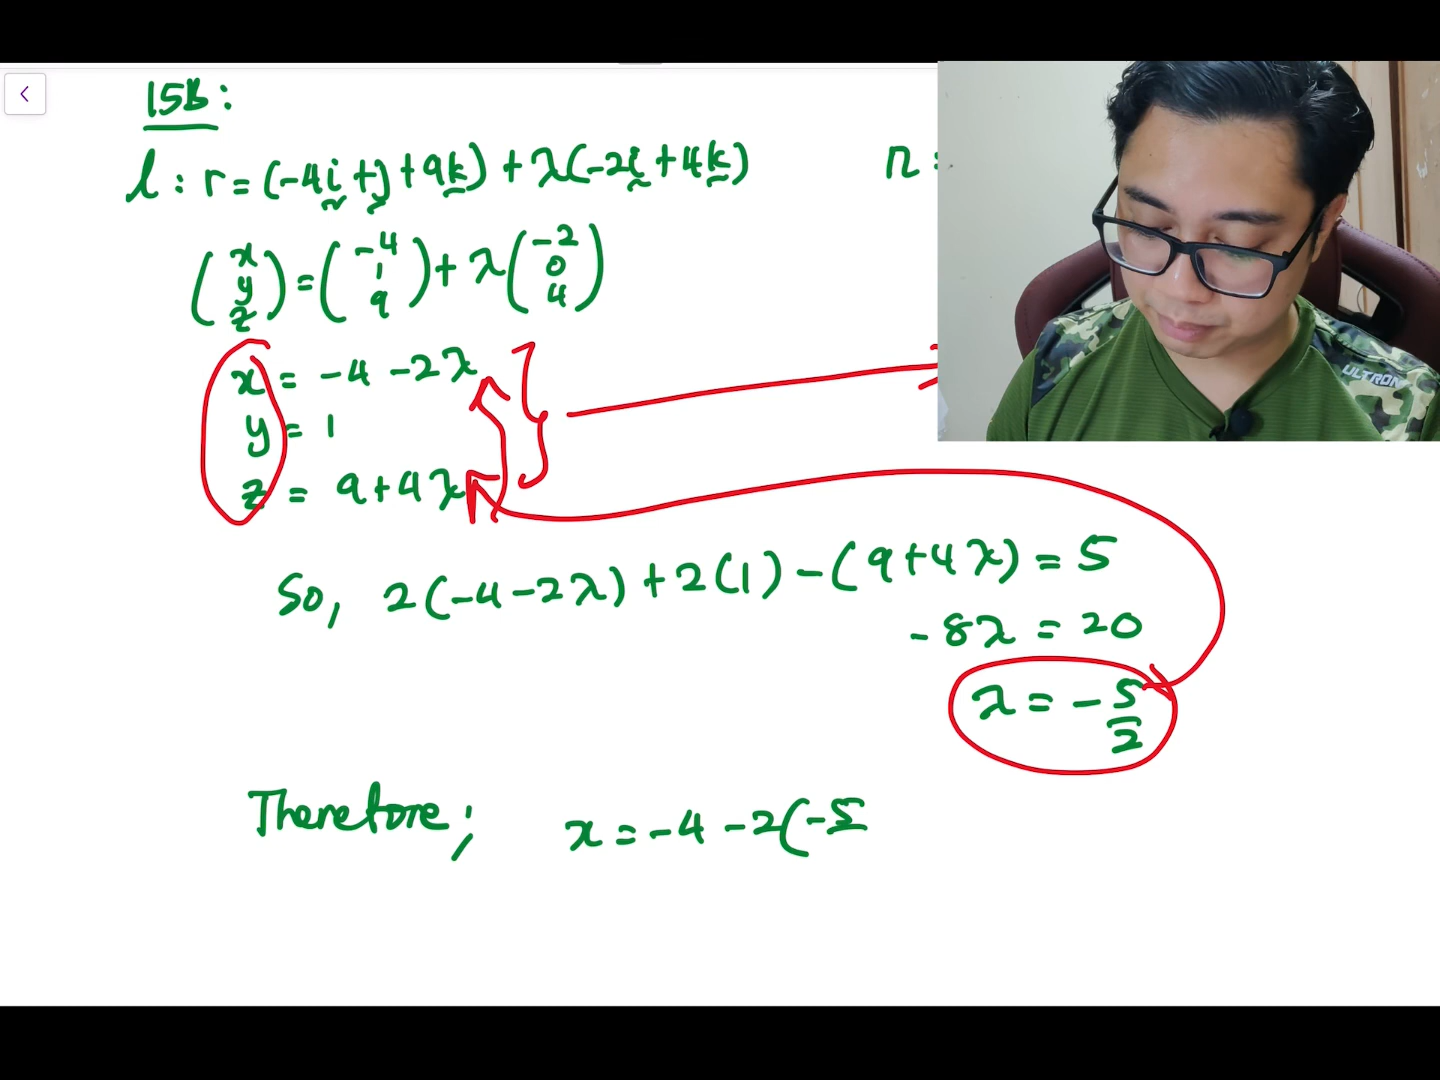 15B:
l : r = (-4i + j + 9k) + λ(-2i + 4k)
π :
(x y z) = (-4 1 9) + λ(-2 0 4)
x = -4 - 2λ
y = 1
z = 9 + 4λ
So, 2(-4 - 2λ) + 2(1) - (9 + 4λ) = 5
-8λ = 20
λ = -5/2
Therefore; x = -4 - 2(-5
ULTRON